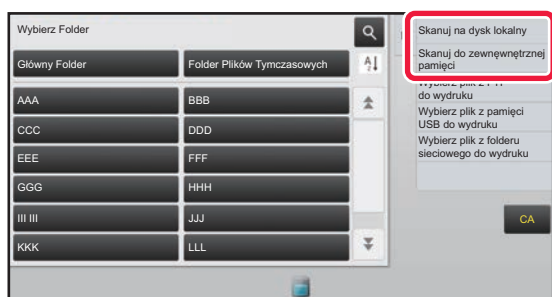 Wybierz Folder
Główny Folder
Folder Plików Tymczasowych
AAA
BBB
CCC
DDD
EEE
FFF
GGG
HHH
III III
JJJ
KKK
LLL
Skanuj na dysk lokalny
Skanuj do zewnęwnętrznej
pamięci
do wydruku
Wybierz plik z pamięci
USB do wydruku
Wybierz plik z folderu
sieciowego do wydruku
CA